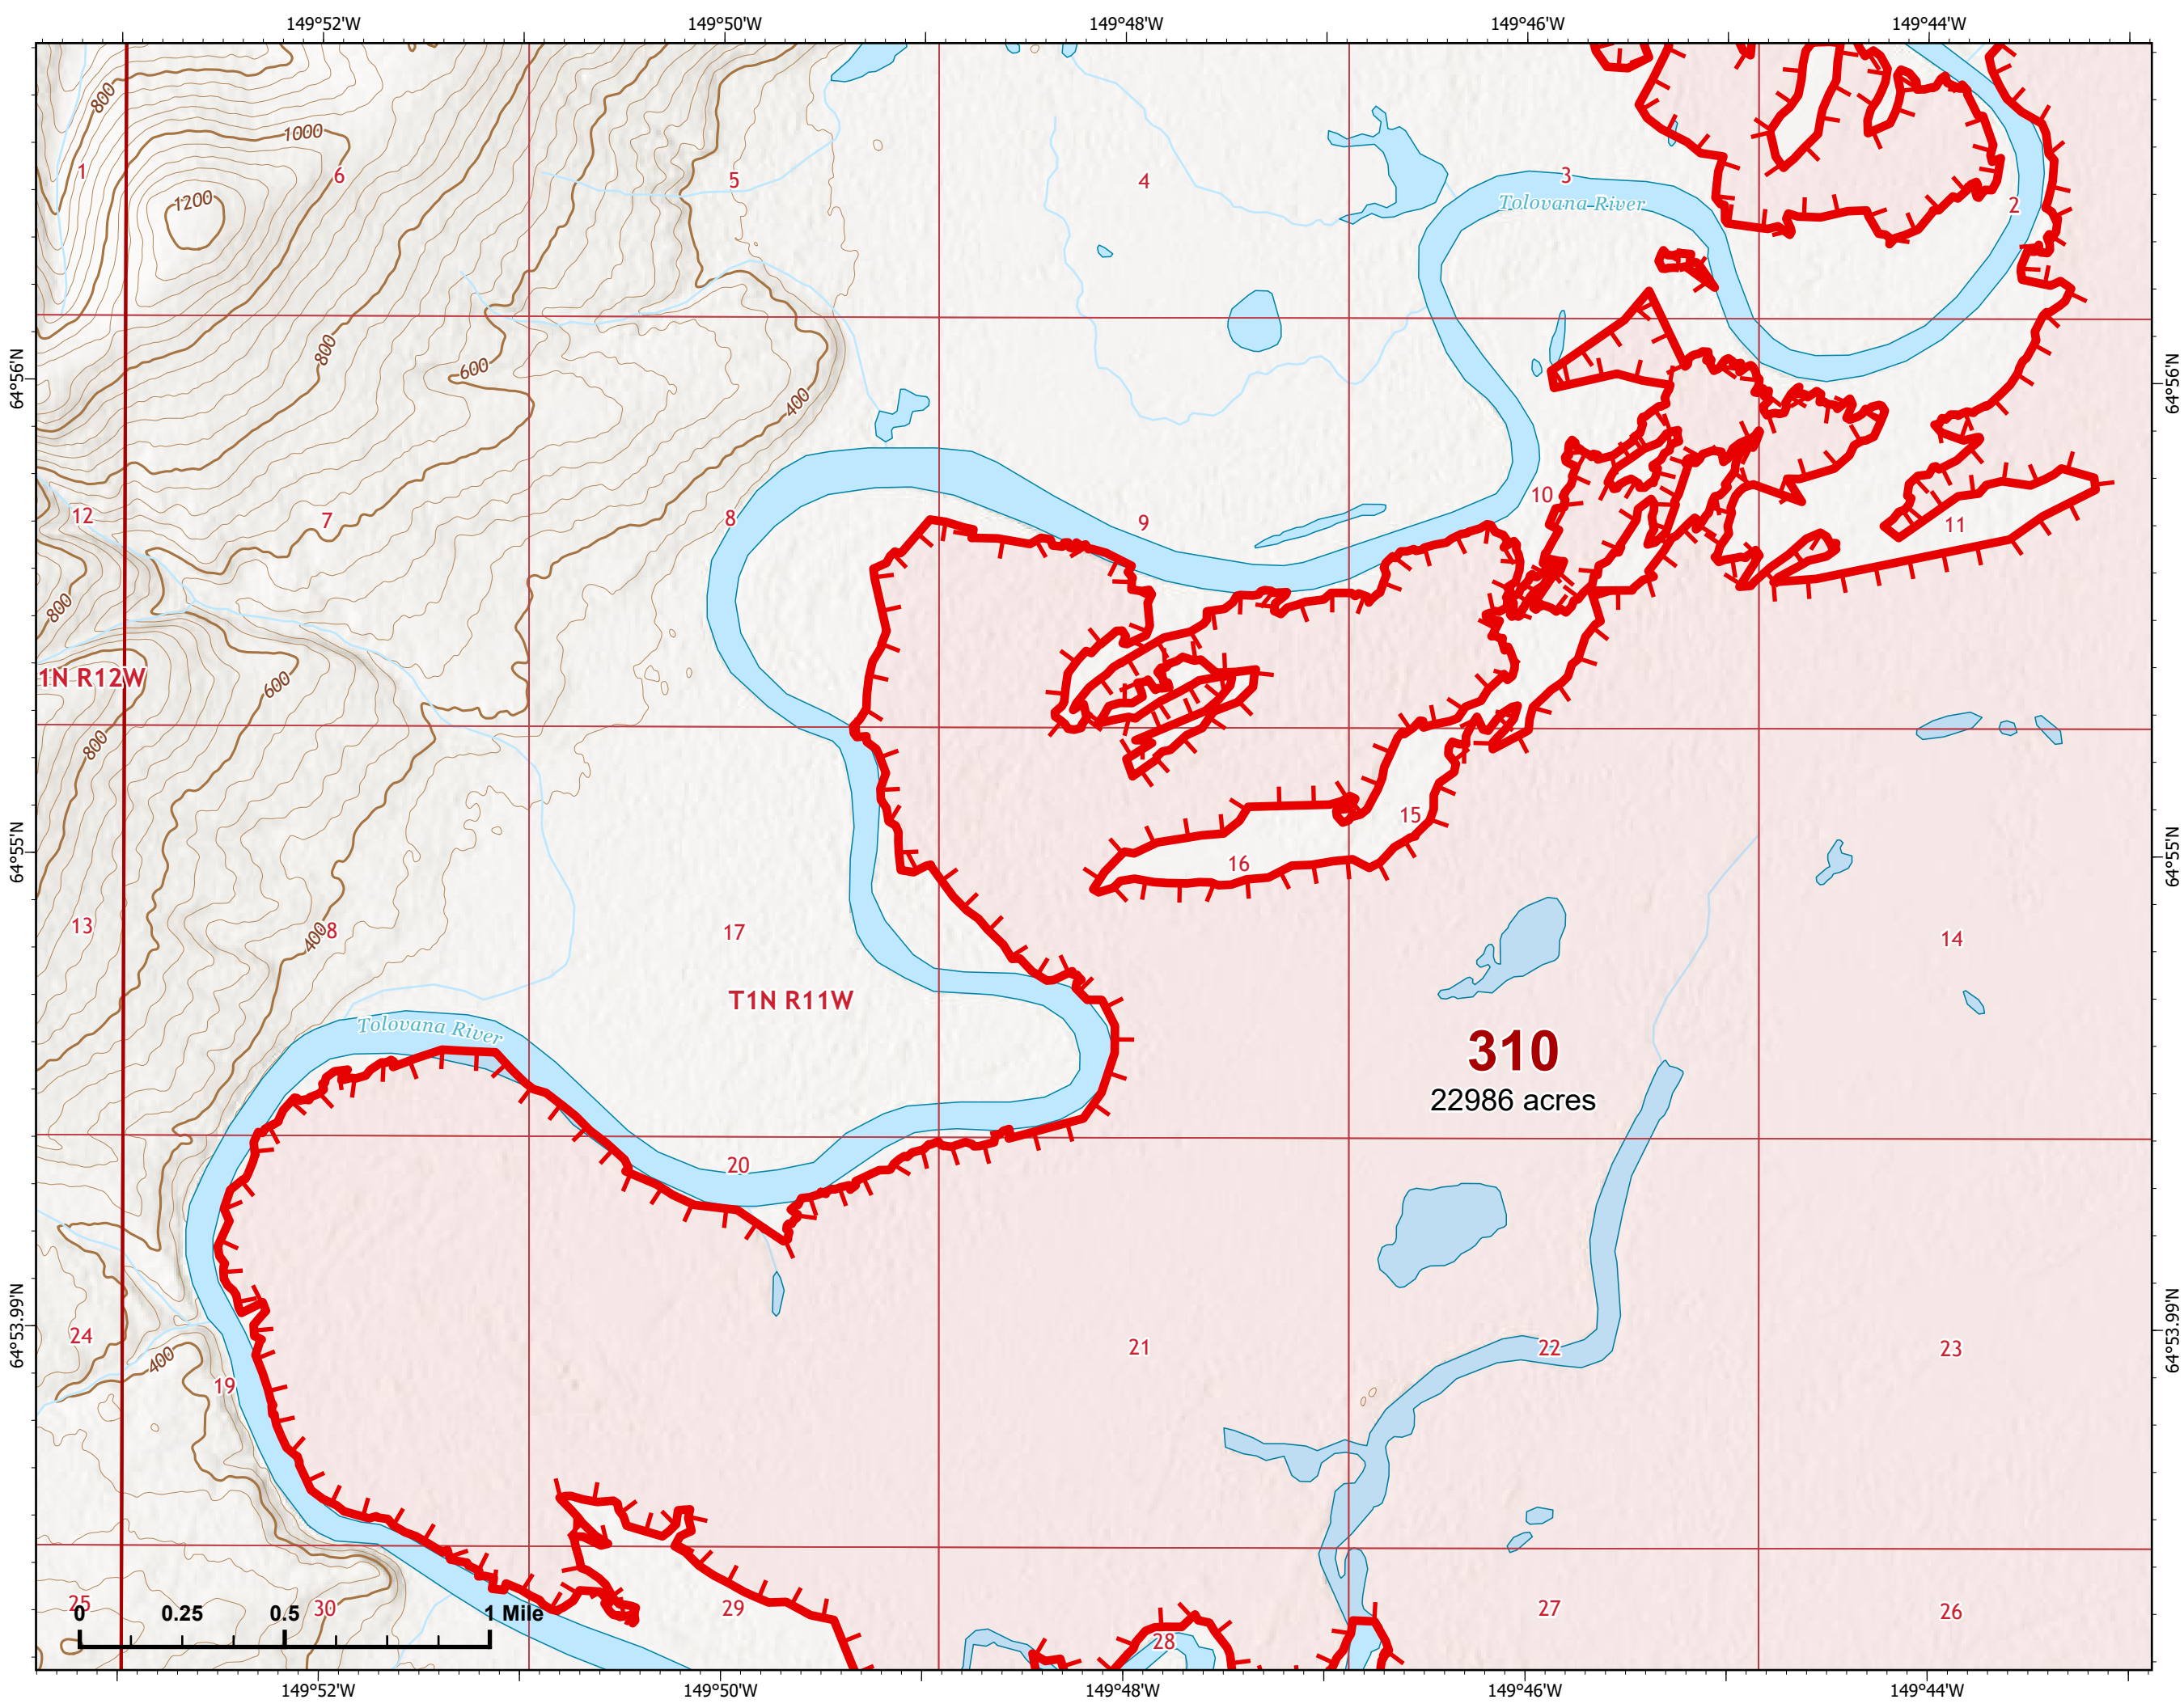 149°52'W 149°50'W 149°48'W 149°46'W 149°44'W
800
1000
1 6 5 4 3
1200 Tolovana River 2
64°56'N 800 600 400 64°56'N
12 7 8 9 10 11
800
1N R12W 600
800
64°55'N 15 64°55'N
16
13 400 8 17 14
T1N R11W
Tolovana River
310
22986 acres
20
64°53.99'N 24 400 21 22 23 64°53.99'N
19
25 30 29 27 26
0 0.25 0.5 1 Mile
28
149°52'W 149°50'W 149°48'W 149°46'W 149°44'W